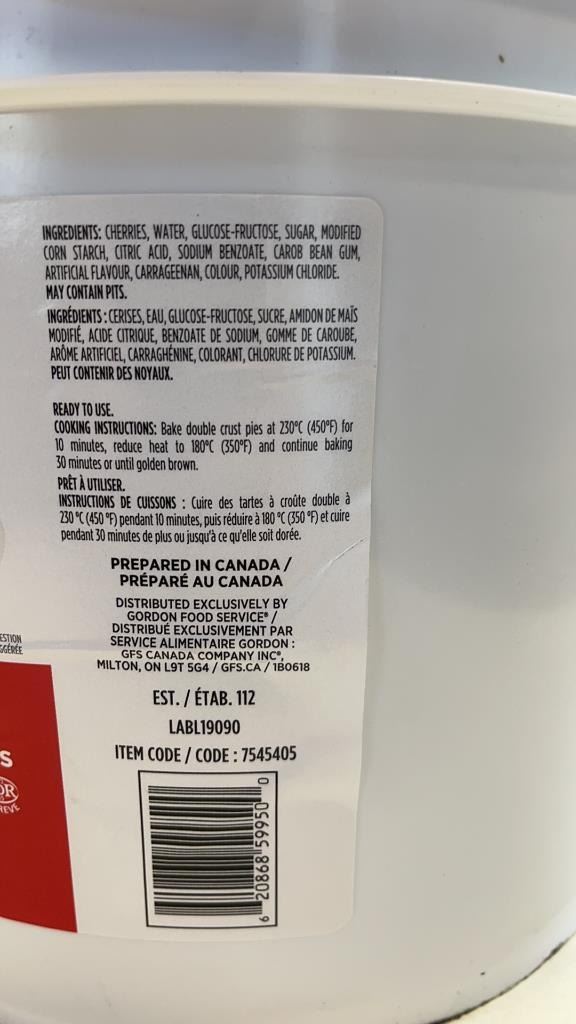 INGREDIENTS: CHERRIES, WATER, GLUCOSE-FRUCTOSE, SUGAR, MODIFIED
CORN STARCH, CITRIC ACID, SODIUM BENZOATE, CAROB BEAN GUM,
ARTIFICIAL FLAVOUR, CARRAGEENAN, COLOUR, POTASSIUM CHLORIDE.
MAY CONTAIN PITS.
INGRÉDIENTS : CERISES, EAU, GLUCOSE-FRUCTOSE, SUCRE, AMIDON DE MAÏS
MODIFIÉ, ACIDE CITRIQUE, BENZOATE DE SODIUM, GOMME DE CAROUBE,
ARÔME ARTIFICIEL, CARRAGHÉNINE, COLORANT, CHLORURE DE POTASSIUM.
PEUT CONTENIR DES NOYAUX.
READY TO USE.
COOKING INSTRUCTIONS: Bake double crust pies at 230°C (450°F) for
10 minutes, reduce heat to 180°C (350°F) and continue baking
30 minutes or until golden brown.
PRÊT À UTILISER.
INSTRUCTIONS DE CUISSONS : Cuire des tartes à croûte double à
230 °C (450 °F) pendant 10 minutes, puis réduire à 180 °C (350 °F) et cuire
pendant 30 minutes de plus ou jusqu'à ce qu'elle soit dorée.
PREPARED IN CANADA /
PRÉPARÉ AU CANADA
DISTRIBUTED EXCLUSIVELY BY
GORDON FOOD SERVICE® /
DISTRIBUÉ EXCLUSIVEMENT PAR
SERVICE ALIMENTAIRE GORDON :
GFS CANADA COMPANY INC®,
MILTON, ON L9T 5G4 / GFS.CA / 1B0618
EST. / ÉTAB. 112
LABL19090
ITEM CODE / CODE : 7545405
6 20868 59950 0
ESTION
GGÉRÉE
S
OR
REVE